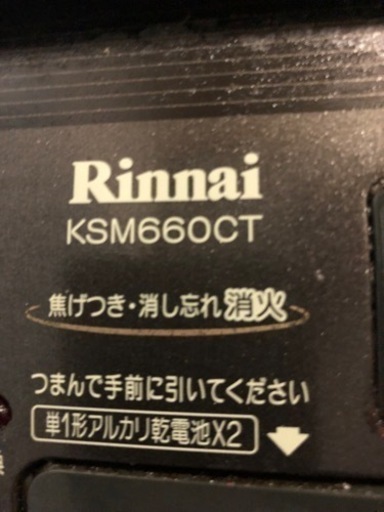 Rinnai
KSM660CT
焦げつき・消し忘れ消火
つまんで手前に引いてください
単1形アルカリ乾電池X2